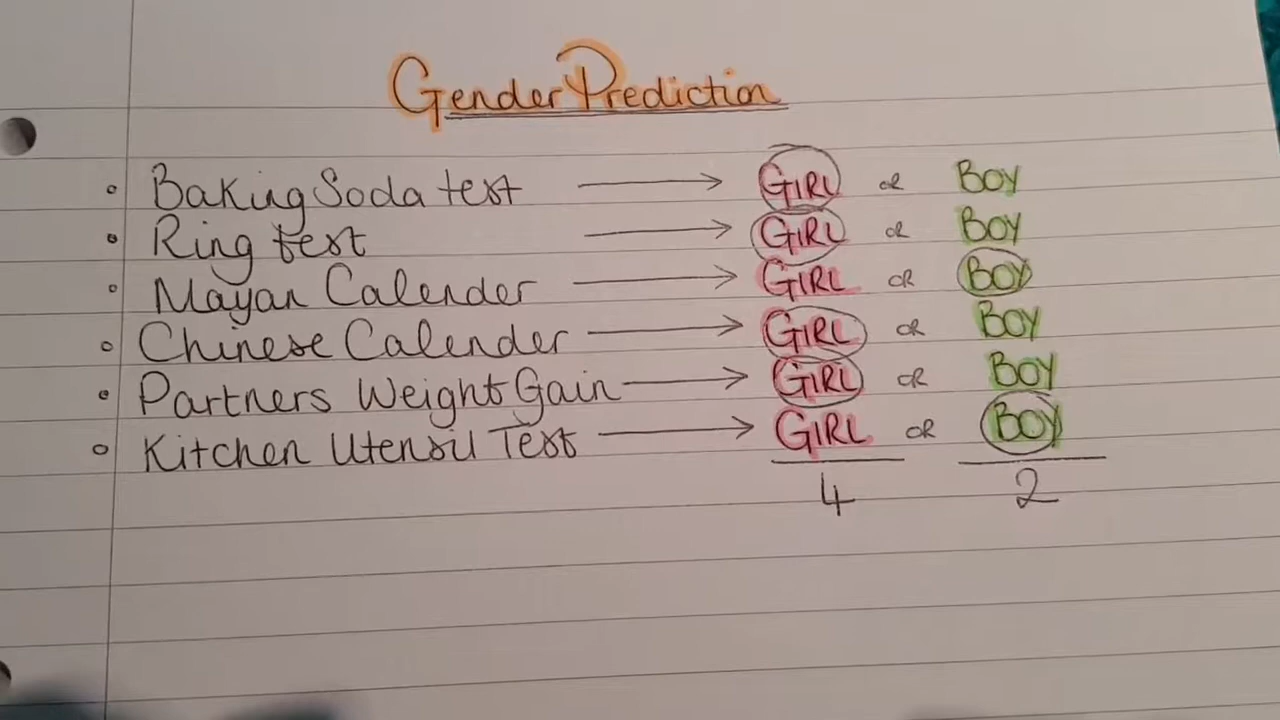 Gender Prediction
• Baking Soda test → GIRL OR BOY
• Ring test → GIRL OR BOY
• Mayan Calender → GIRL OR BOY
• Chinese Calender → GIRL OR BOY
• Partners Weight Gain → GIRL OR BOY
• Kitchen Utensil Test → GIRL OR BOY
4 2